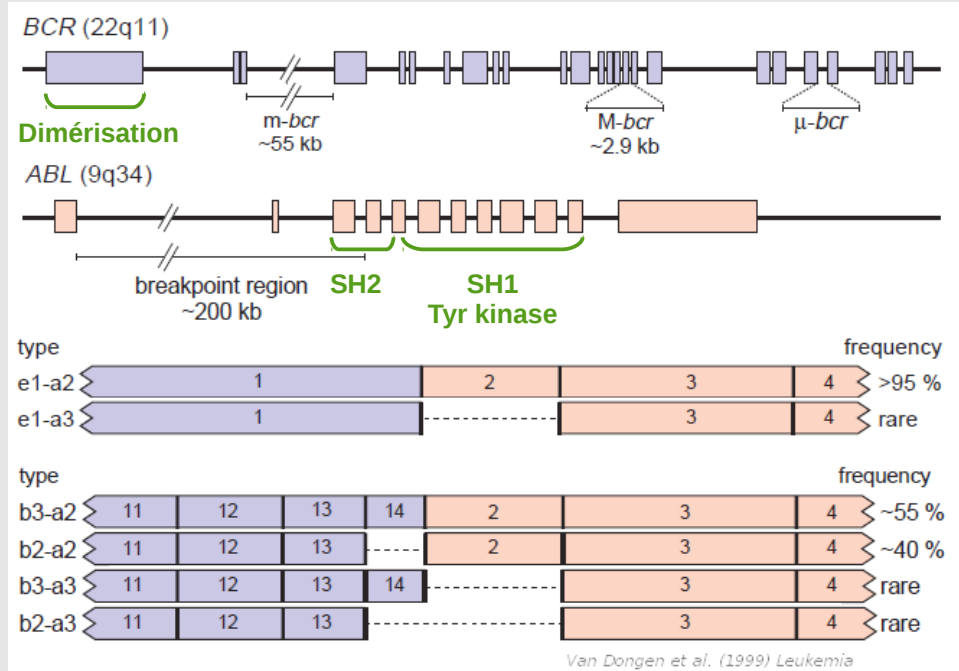 BCR (22q11)
m-bcr
~55 kb
M-bcr
~2.9 kb
μ-bcr
Dimérisation
ABL (9q34)
breakpoint region
~200 kb
SH2
SH1
Tyr kinase
type frequency
e1-a2 1 2 3 4 >95 %
e1-a3 1 3 4 rare
type frequency
b3-a2 11 12 13 14 2 3 4 ~55 %
b2-a2 11 12 13 2 3 4 ~40 %
b3-a3 11 12 13 14 3 4 rare
b2-a3 11 12 13 3 4 rare
Van Dongen et al. (1999) Leukemia